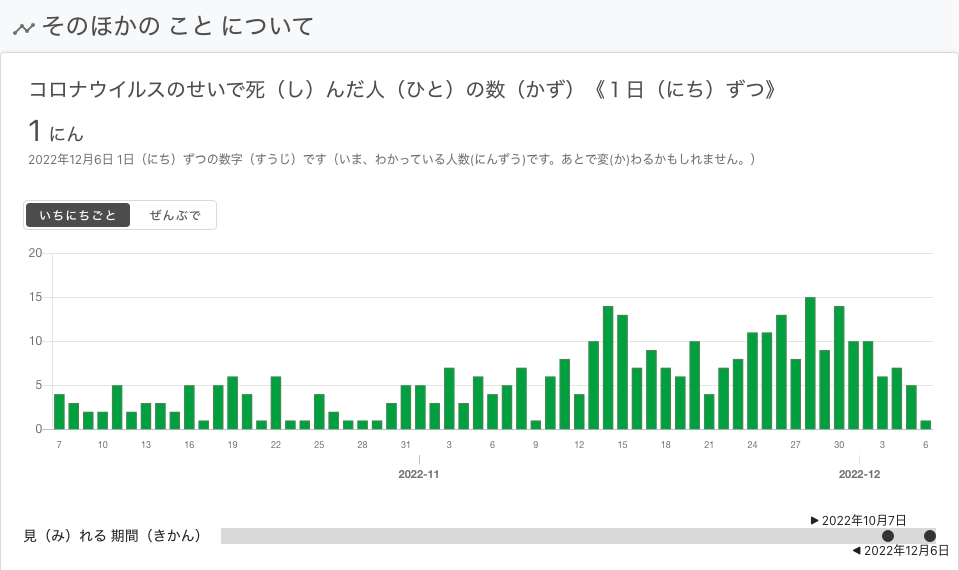 そのほかの こと について
コロナウイルスのせいで死（し）んだ人（ひと）の数（かず）《１日（にち）ずつ》
1 にん
2022年12月6日 1日（にち）ずつの数字（すうじ）です（いま、わかっている人数(にんずう)です。あとで変(か)わるかもしれません。）
いちにちごと ぜんぶで
20
15
10
5
0
7 10 13 16 19 22 25 28 31 3 6 9 12 15 18 21 24 27 30 3 6
2022-11 2022-12
▶ 2022年10月7日
見（み）れる 期間（きかん）
◀ 2022年12月6日